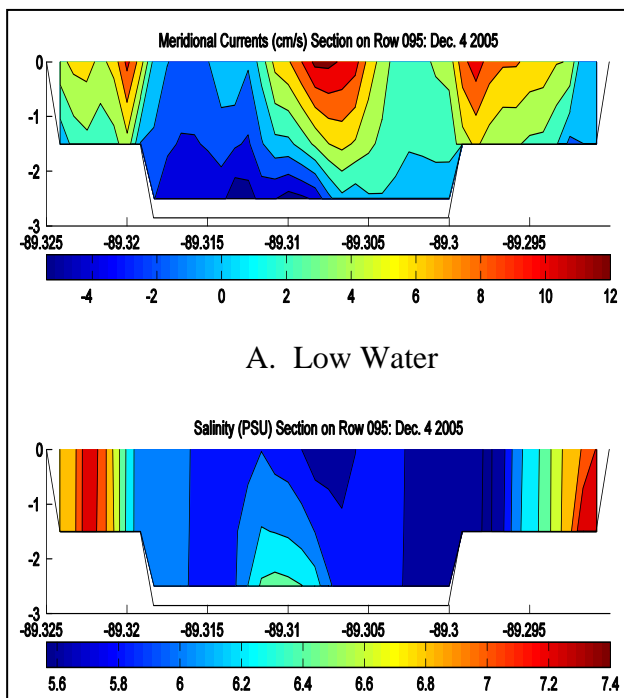 Meridional Currents (cm/s) Section on Row 095: Dec. 4 2005
0
-1
-2
-3
-89.325 -89.32 -89.315 -89.31 -89.305 -89.3 -89.295
-4 -2 0 2 4 6 8 10 12
A. Low Water
Salinity (PSU) Section on Row 095: Dec. 4 2005
0
-1
-2
-3
-89.325 -89.32 -89.315 -89.31 -89.305 -89.3 -89.295
5.6 5.8 6 6.2 6.4 6.6 6.8 7 7.2 7.4